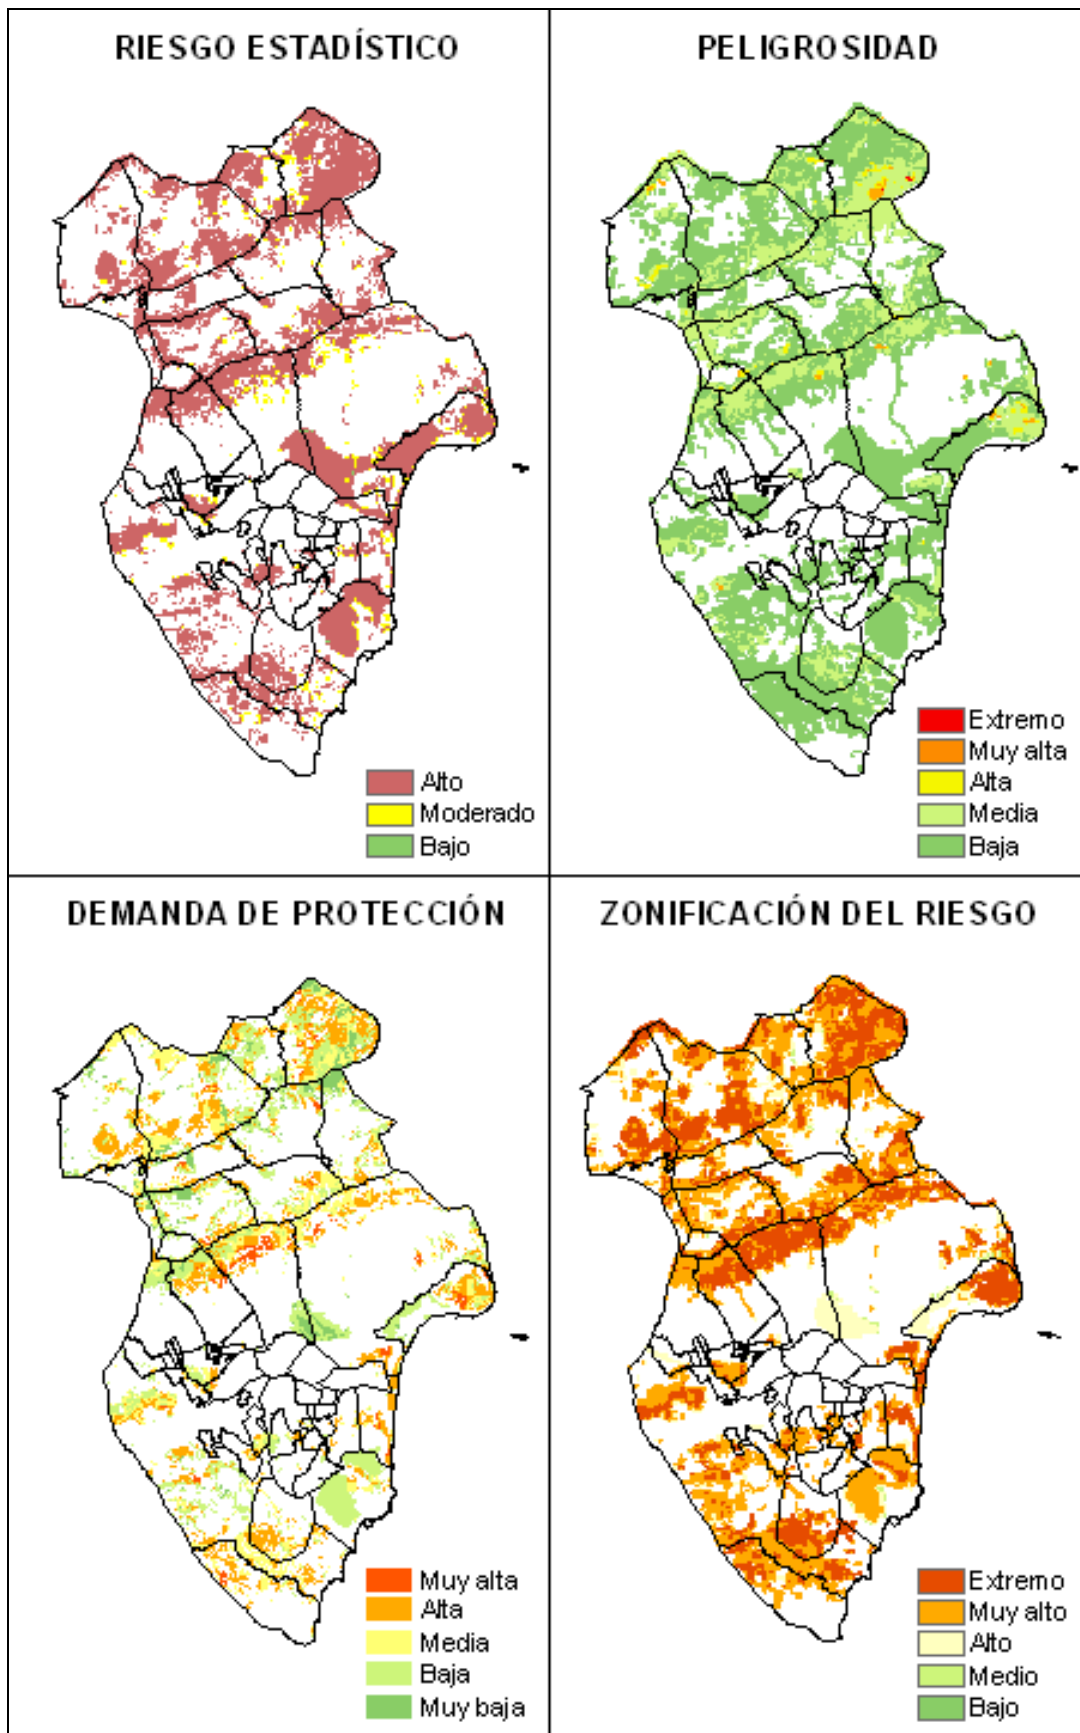 RIESGO ESTADÍSTICO
Alto
Moderado
Bajo
PELIGROSIDAD
Extremo
Muy alta
Alta
Media
Baja
DEMANDA DE PROTECCIÓN
Muy alta
Alta
Media
Baja
Muy baja
ZONIFICACIÓN DEL RIESGO
Extremo
Muy alto
Alto
Medio
Bajo